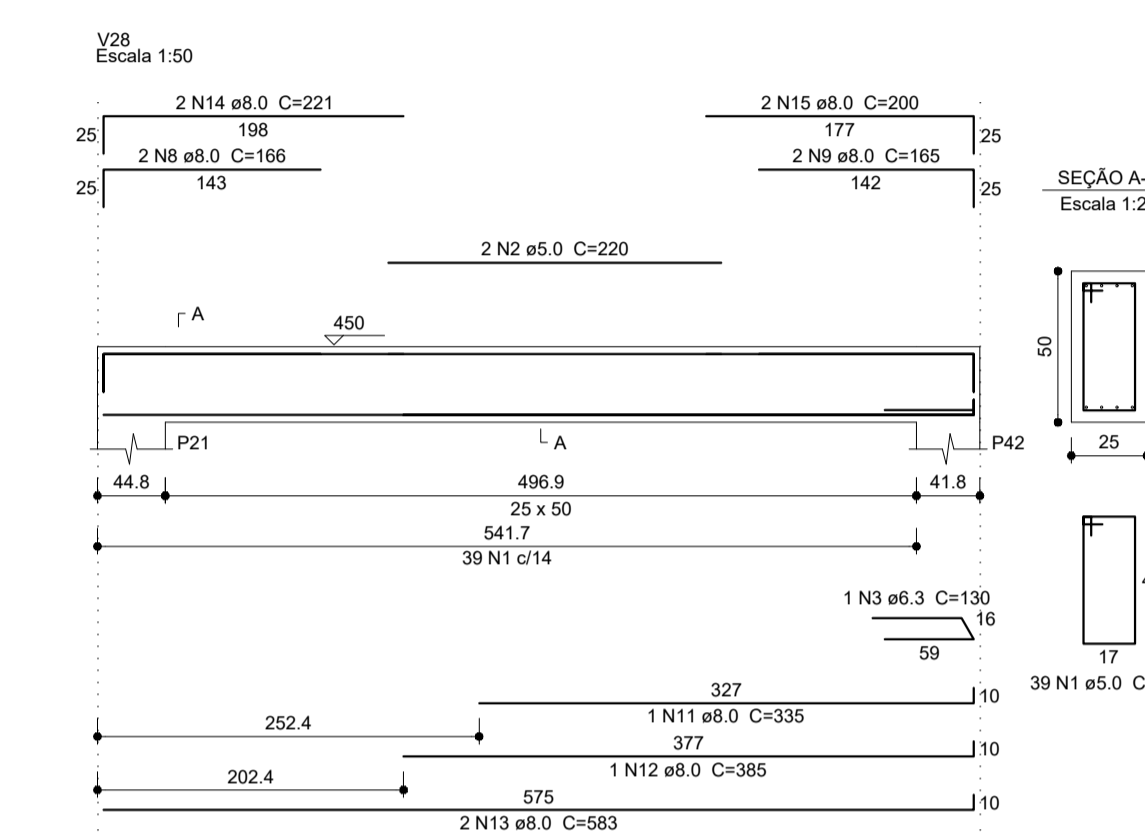 V28
Escala 1:50
2 N14 ø8.0 C=221
25
198
2 N8 ø8.0 C=166
25
143
2 N15 ø8.0 C=200
177
25
2 N9 ø8.0 C=165
142
25
2 N2 ø5.0 C=220
A
450
P21
A
P42
44.8
496.9
41.8
25 x 50
541.7
39 N1 c/14
1 N3 ø6.3 C=130
16
59
327
10
1 N11 ø8.0 C=335
252.4
377
10
1 N12 ø8.0 C=385
202.4
575
10
2 N13 ø8.0 C=583
SEÇÃO A-
Escala 1:2
50
25
17
39 N1 ø5.0 C